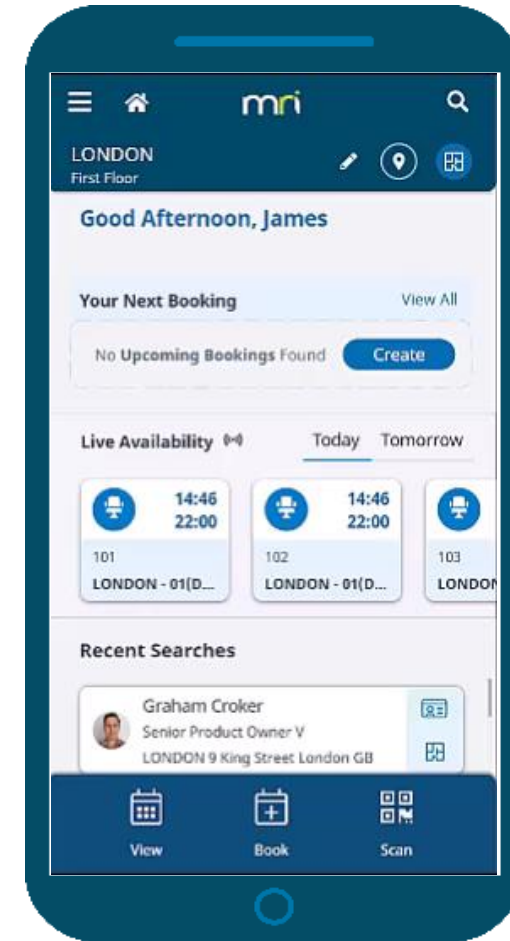 mri
LONDON
First Floor
Good Afternoon, James
Your Next Booking View All
No Upcoming Bookings Found Create
Live Availability Today Tomorrow
14:46 14:46
22:00 22:00
101 102 103
LONDON - 01(D... LONDON - 01(D... LONDON
Recent Searches
Graham Croker
Senior Product Owner V
LONDON 9 King Street London GB
View Book Scan